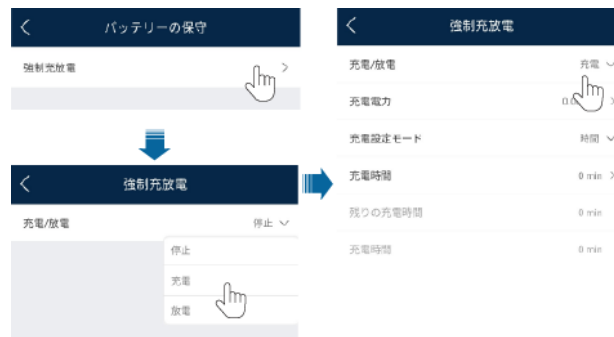 バッテリーの保守
強制充放電
強制充放電
充電/放電 停止
停止
充電
放電
強制充放電
充電/放電 充電
充電電力
充電設定モード 時間
充電時間 0 min
残りの充電時間 0 min
充電時間 0 min